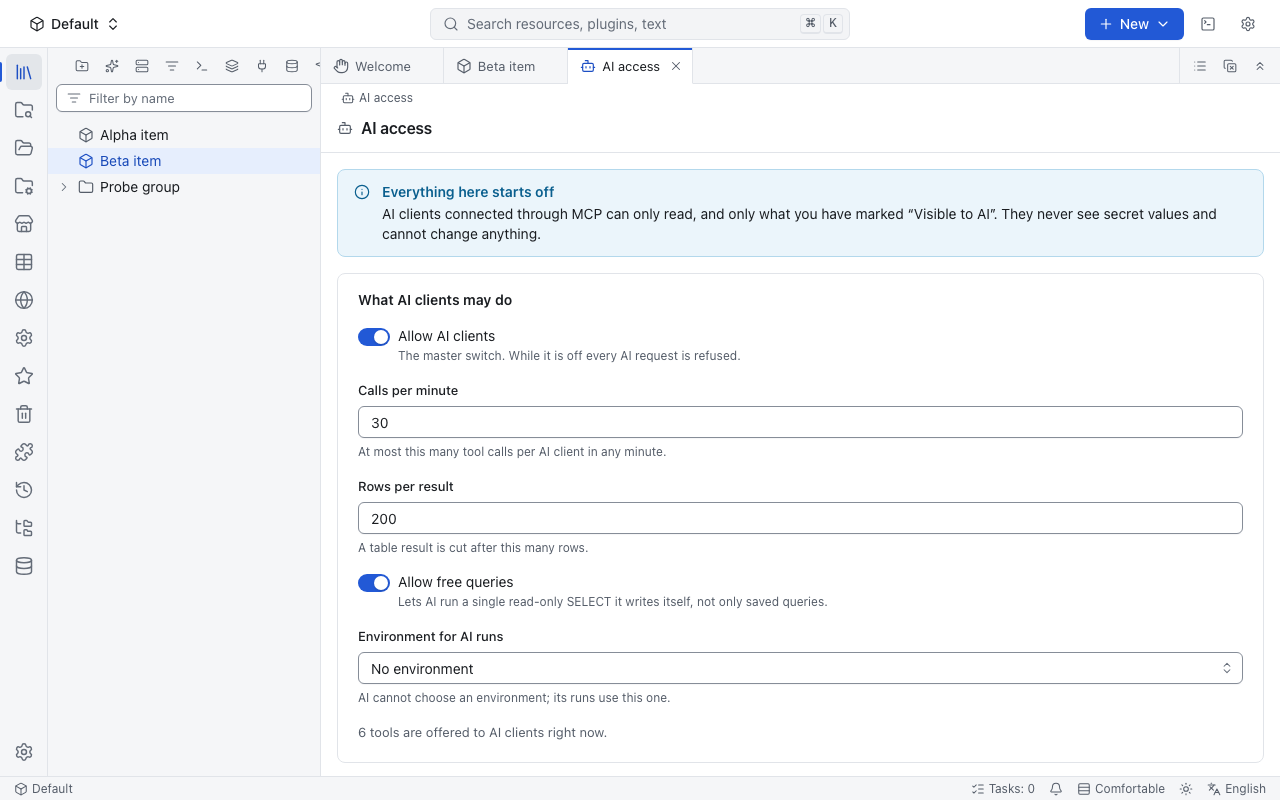 Default
Search resources, plugins, text
⌘ K
New
Welcome
Beta item
AI access
Filter by name
Alpha item
Beta item
Probe group
AI access
AI access
Everything here starts off
AI clients connected through MCP can only read, and only what you have marked “Visible to AI”. They never see secret values and
cannot change anything.
What AI clients may do
Allow AI clients
The master switch. While it is off every AI request is refused.
Calls per minute
30
At most this many tool calls per AI client in any minute.
Rows per result
200
A table result is cut after this many rows.
Allow free queries
Lets AI run a single read-only SELECT it writes itself, not only saved queries.
Environment for AI runs
No environment
AI cannot choose an environment; its runs use this one.
6 tools are offered to AI clients right now.
Default
Tasks: 0
Comfortable
English